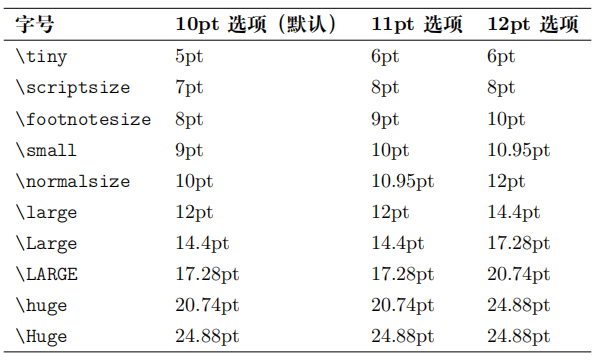 字号 10pt 选项（默认） 11pt 选项 12pt 选项
\tiny 5pt 6pt 6pt
\scriptsize 7pt 8pt 8pt
\footnotesize 8pt 9pt 10pt
\small 9pt 10pt 10.95pt
\normalsize 10pt 10.95pt 12pt
\large 12pt 12pt 14.4pt
\Large 14.4pt 14.4pt 17.28pt
\LARGE 17.28pt 17.28pt 20.74pt
\huge 20.74pt 20.74pt 24.88pt
\Huge 24.88pt 24.88pt 24.88pt